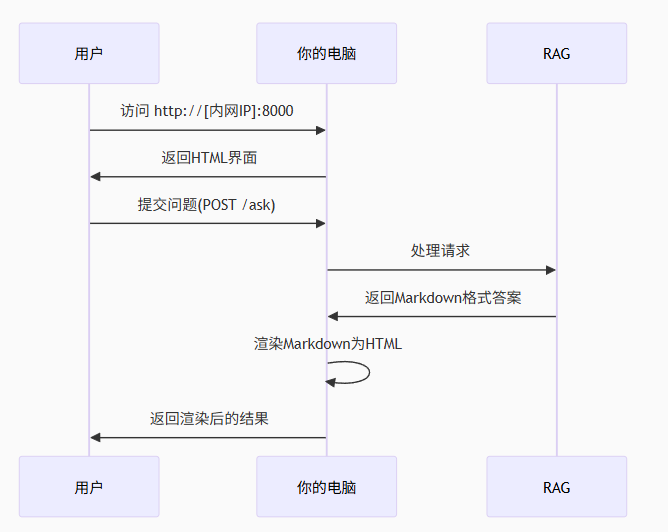 用户
你的电脑
RAG
访问 http://[内网IP]:8000
返回HTML界面
提交问题(POST /ask)
处理请求
返回Markdown格式答案
渲染Markdown为HTML
返回渲染后的结果
用户
你的电脑
RAG